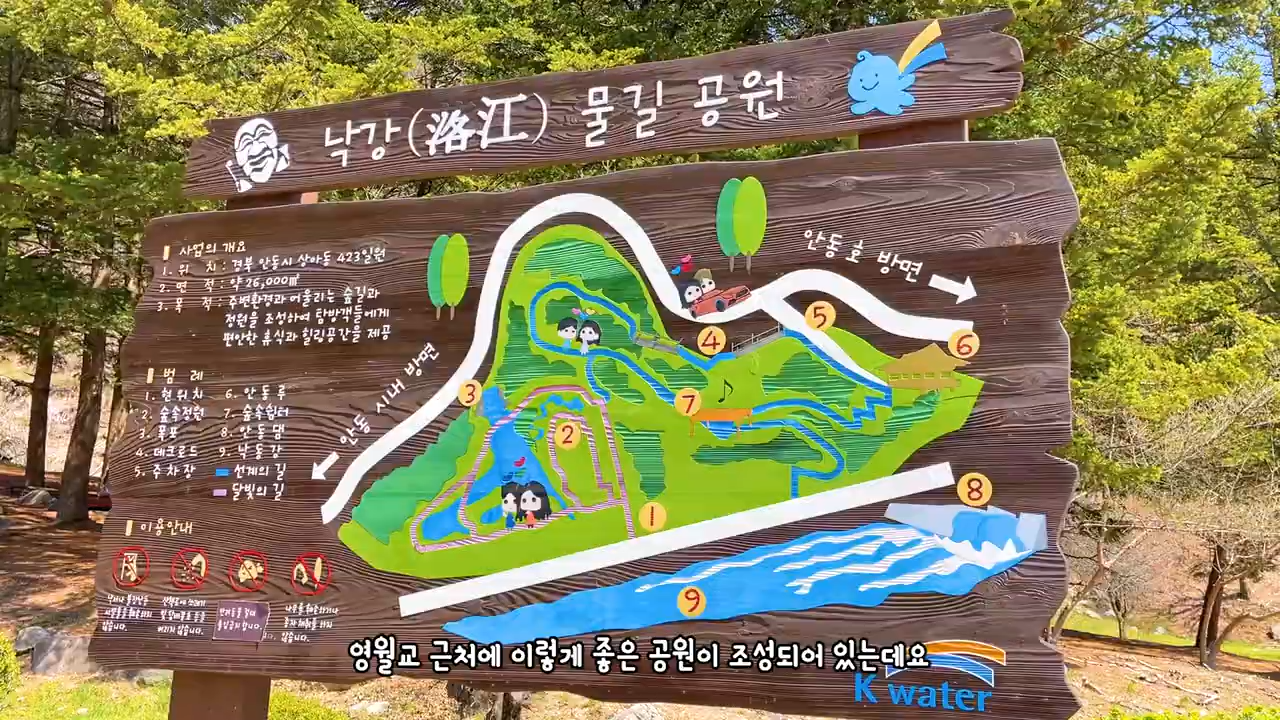 낙강(洛江) 물길 공원
사업의 개요
1. 위 치 : 경북 안동시 상아동 423일원
2. 면 적 : 약 26,000㎡
3. 목 적 : 주변환경과 어울리는 숲길과
정원을 조성하여 탐방객들에게
편안한 휴식과 힐링공간을 제공
범 례
1. 현위치 6. 안동루
2. 숲속정원 7. 숲속쉼터
3. 폭포 8. 안동댐
4. 데크로드 9. 낙동강
5. 주차장 천계의 길
달빛의 길
이용안내
안동 시내 방면
안동호 방면
4
5
6
3
7
2
1
8
9
영월교 근처에 이렇게 좋은 공원이 조성되어 있는데요
K water